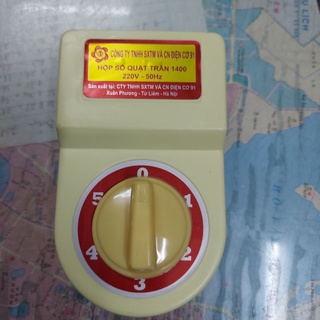 CÔNG TY TNHH SXTM VÀ CN ĐIỆN CƠ 91
HỘP SỐ QUẠT TRẦN 1400
220V - 50Hz
Sản xuất tại: CTY TNHH SXTM VÀ CN ĐIỆN CƠ 91
Xuân Phương - Từ Liêm - Hà Nội
0
5 1
4 2
3